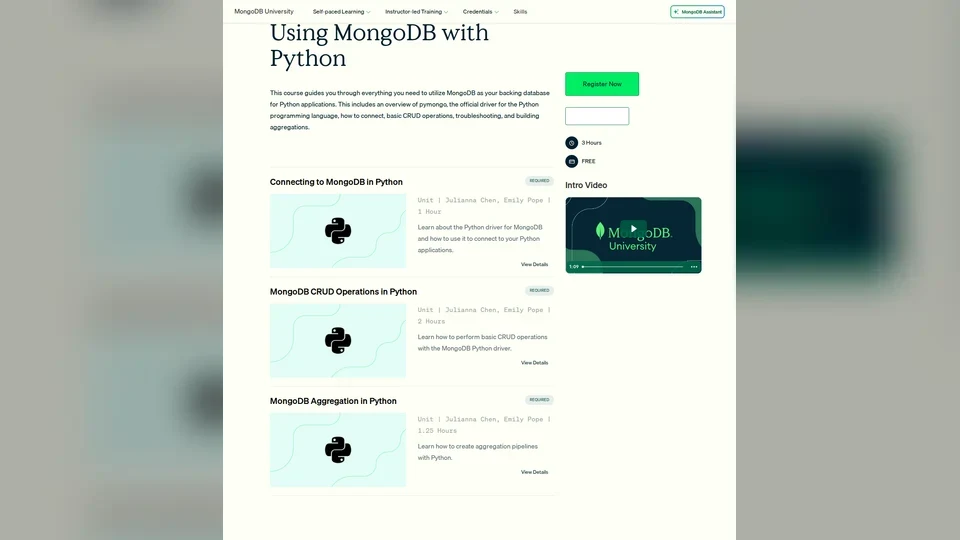 MongoDB University
Self-paced Learning
Instructor-led Training
Credentials
Skills
MongoDB Assistant
Using MongoDB with
Python
This course guides you through everything you need to utilize MongoDB as your backing database
for Python applications. This includes an overview of pymongo, the official driver for the Python
programming language, how to connect, basic CRUD operations, troubleshooting, and building
aggregations.
Register Now
3 Hours
FREE
Intro Video
MongoDB.
University
1:09
Connecting to MongoDB in Python
REQUIRED
Unit | Julianna Chen, Emily Pope |
1 Hour
Learn about the Python driver for MongoDB
and how to use it to connect to your Python
applications.
View Details
MongoDB CRUD Operations in Python
REQUIRED
Unit | Julianna Chen, Emily Pope |
2 Hours
Learn how to perform basic CRUD operations
with the MongoDB Python driver.
View Details
MongoDB Aggregation in Python
REQUIRED
Unit | Julianna Chen, Emily Pope |
1.25 Hours
Learn how to create aggregation pipelines
with Python.
View Details